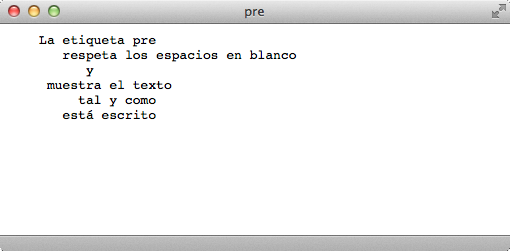 pre
La etiqueta pre
respeta los espacios en blanco
y
muestra el texto
tal y como
está escrito